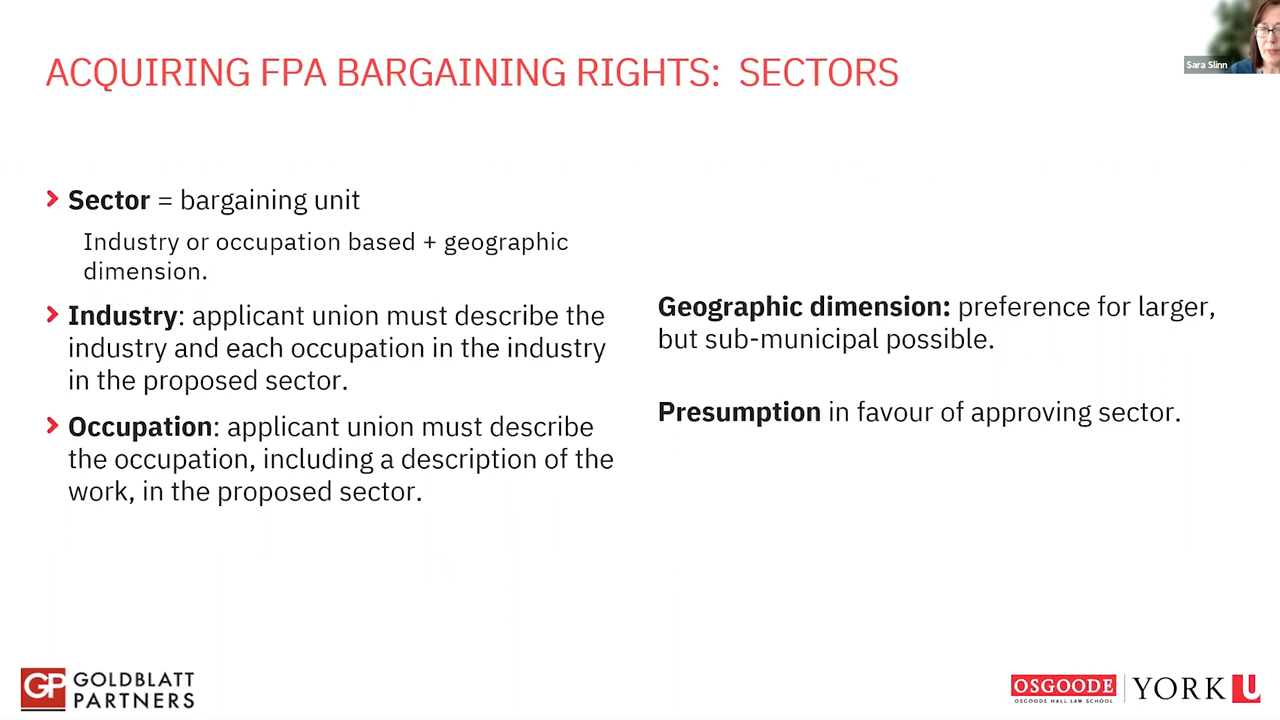 ACQUIRING FPA BARGAINING RIGHTS: SECTORS
Sara Slinn
Sector = bargaining unit
Industry or occupation based + geographic
dimension.
Industry: applicant union must describe the
industry and each occupation in the industry
in the proposed sector.
Occupation: applicant union must describe
the occupation, including a description of the
work, in the proposed sector.
Geographic dimension: preference for larger,
but sub-municipal possible.
Presumption in favour of approving sector.
GP GOLDBLATT
PARTNERS
OSGOODE
OSGOODE HALL LAW SCHOOL
YORK U